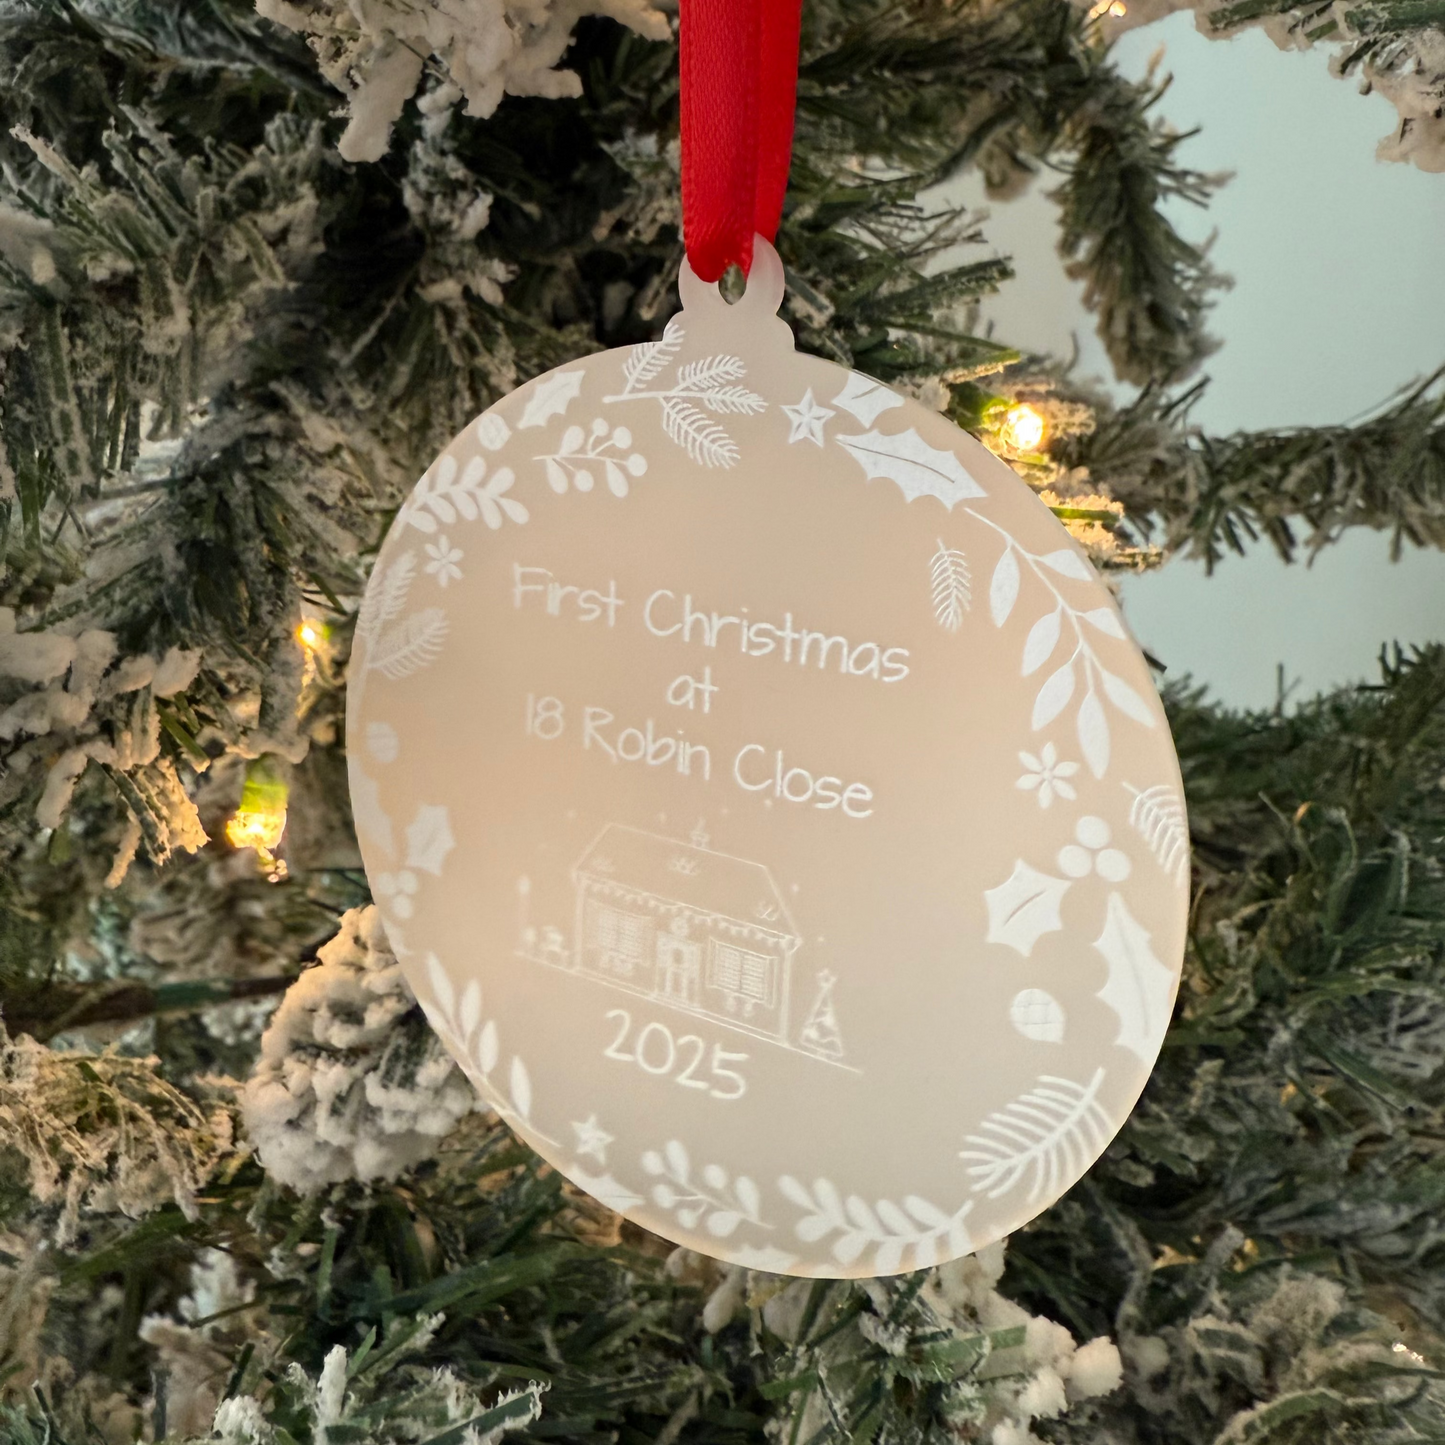 First Christmas
at
18 Robin Close
2025